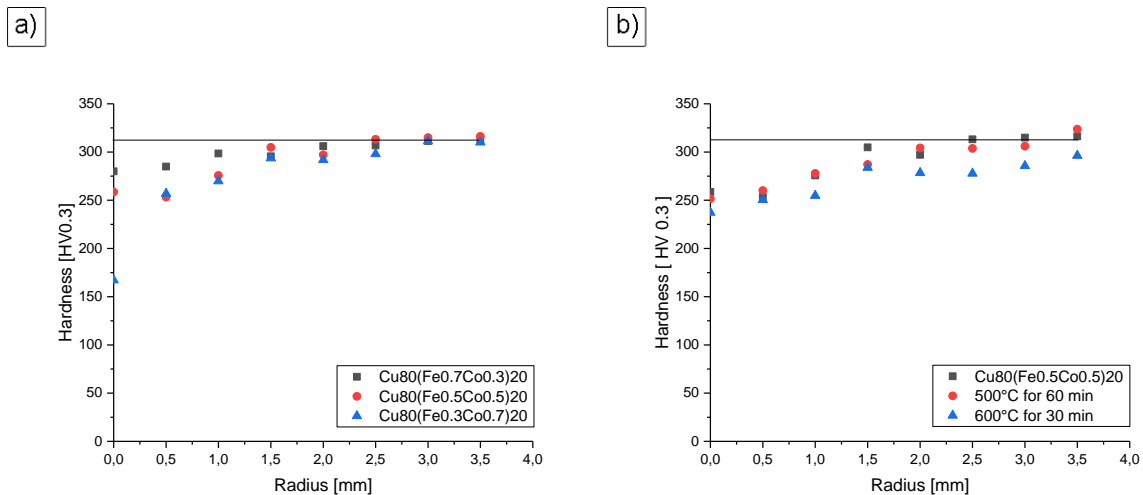 a)
350
300
250
200
150
100
50
0
Hardness [HV0.3]
0,0 0,5 1,0 1,5 2,0 2,5 3,0 3,5 4,0
Radius [mm]
Cu80(Fe0.7Co0.3)20
Cu80(Fe0.5Co0.5)20
Cu80(Fe0.3Co0.7)20
b)
350
300
250
200
150
100
50
0
Hardness [ HV 0.3 ]
0,0 0,5 1,0 1,5 2,0 2,5 3,0 3,5 4,0
Radius [mm]
Cu80(Fe0.5Co0.5)20
500°C for 60 min
600°C for 30 min